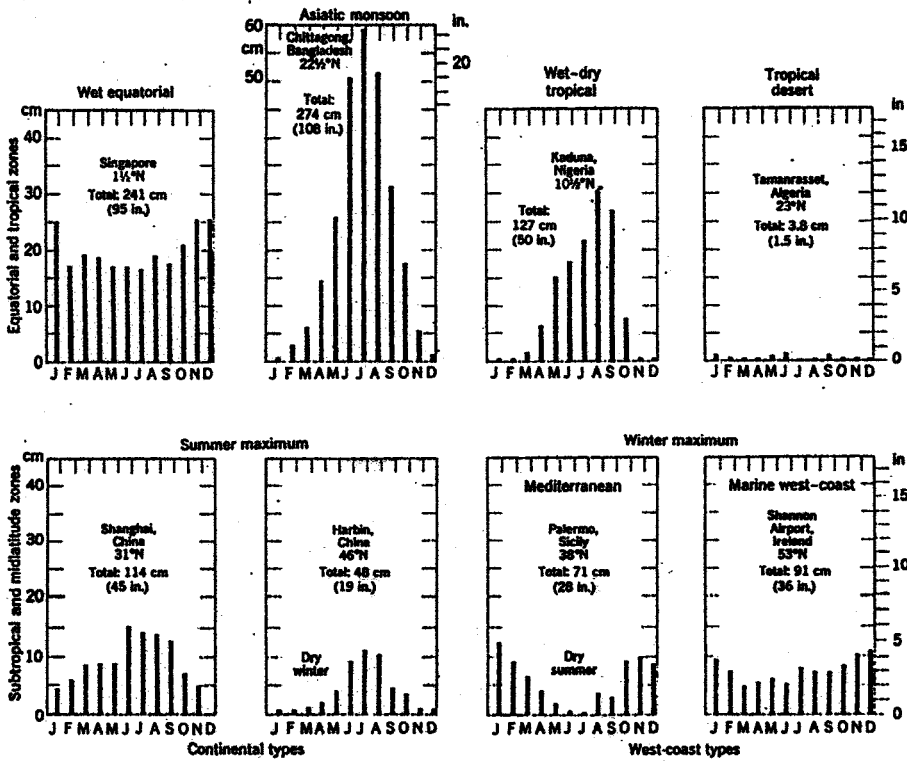 Asiatic monsoon
60
cm
50
in.
20
Chittagong,
Bangladesh
22½°N
Total:
274 cm
(108 in.)
J F M A M J J A S O N D
Equatorial and tropical zones
Wet equatorial
cm
40
30
20
10
0
Singapore
1½°N
Total: 241 cm
(95 in.)
J F M A M J J A S O N D
Wet-dry
tropical
Kaduna,
Nigeria
10½°N
Total:
127 cm
(50 in.)
J F M A M J J A S O N D
Tropical
desert
in
15
10
5
0
Tamanrasset,
Algeria
23°N
Total: 3.8 cm
(1.5 in.)
J F M A M J J A S O N D
Subtropical and midlatitude zones
Summer maximum
cm
40
30
20
10
0
Shanghai,
China
31°N
Total: 114 cm
(45 in.)
J F M A M J J A S O N D
Harbin,
China
46°N
Total: 48 cm
(19 in.)
Dry
winter
J F M A M J J A S O N D
Continental types
Winter maximum
Mediterranean
Palermo,
Sicily
38°N
Total: 71 cm
(28 in.)
Dry
summer
J F M A M J J A S O N D
Marine west-coast
in
15
10
5
0
Shannon
Airport,
Ireland
53°N
Total: 91 cm
(36 in.)
J F M A M J J A S O N D
West-coast types